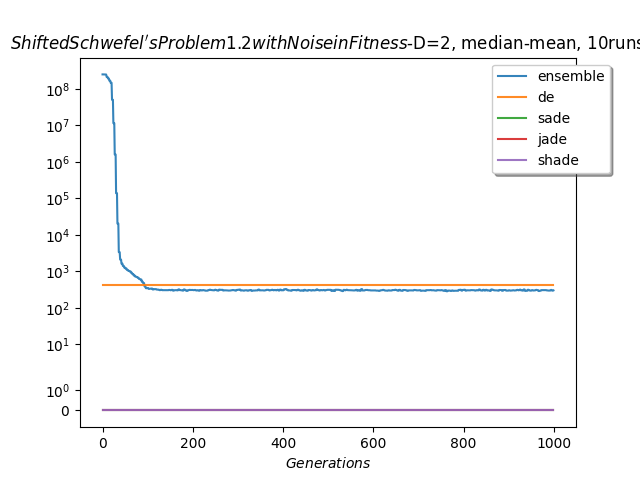 ShiftedSchwefel'sProblem1.2withNoiseinFitness-D=2, median-mean, 10runs
ensemble
de
sade
jade
shade
10^8
10^7
10^6
10^5
10^4
10^3
10^2
10^1
10^0
0
0 200 400 600 800 1000
Generations